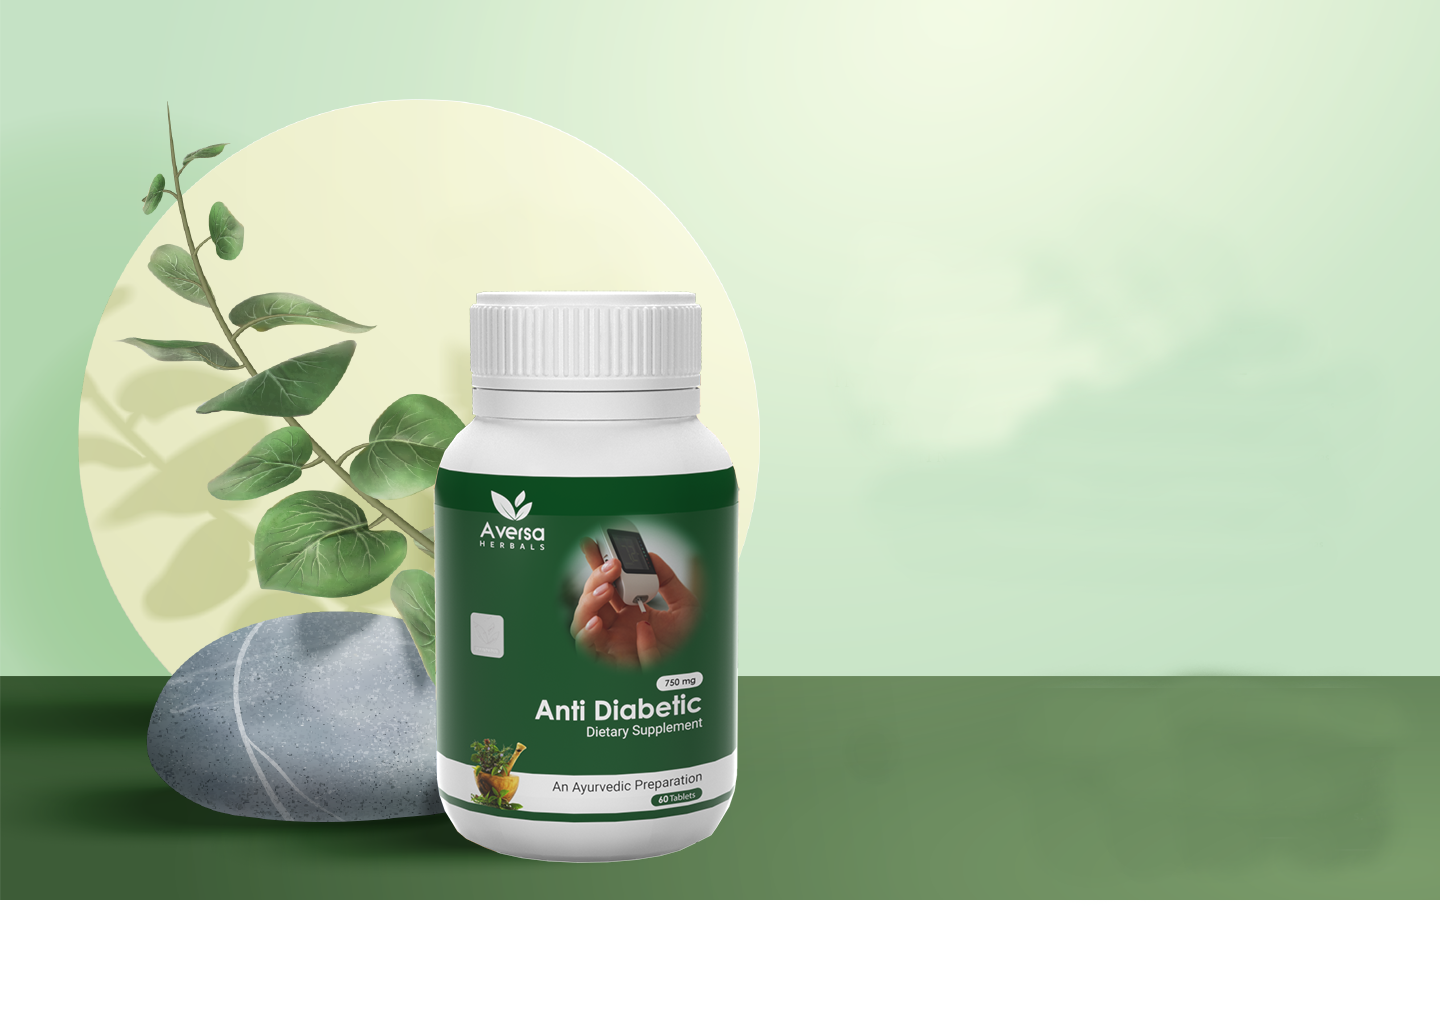 Aversa
HERBALS
750 mg
Anti Diabetic
Dietary Supplement
An Ayurvedic Preparation
60 Tablets